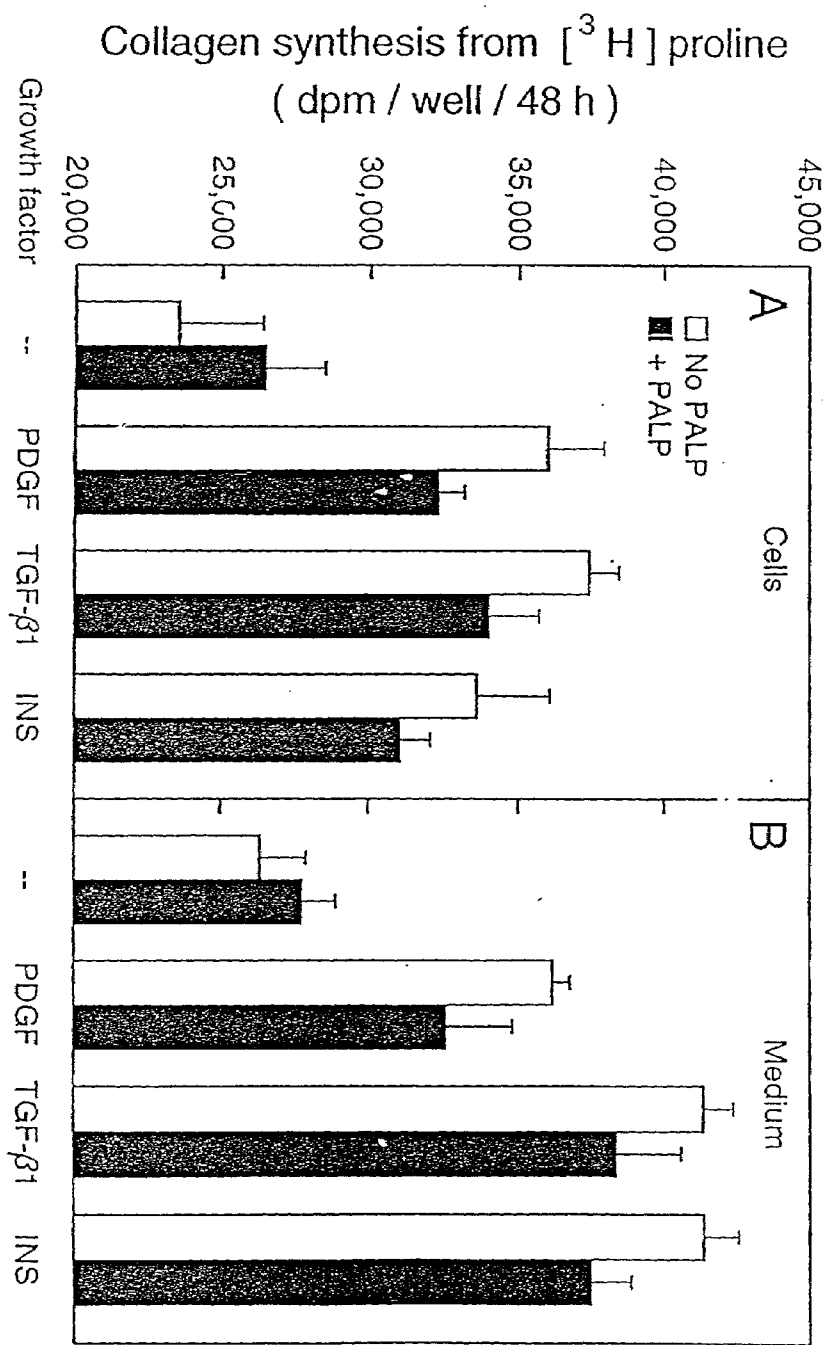 Collagen synthesis from [ ³ H ] proline
( dpm / well / 48 h )
45,000
40,000
35,000
30,000
25,000
20,000
A
Cells
□ No PALP
■ + PALP
B
Medium
Growth factor -- PDGF TGF-β1 INS -- PDGF TGF-β1 INS